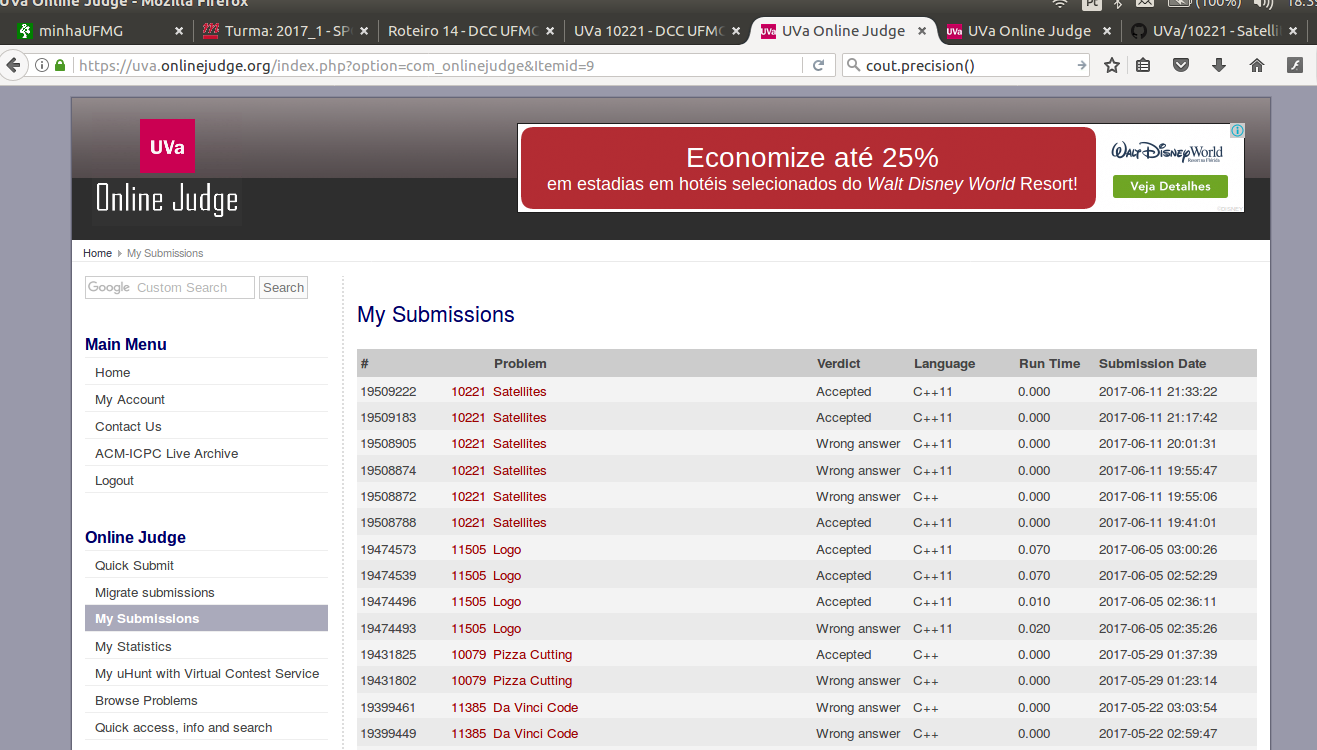 UVa Online Judge - Mozilla Firefox
Pt (100%) 18:3
minhaUFMG × Turma: 2017_1 - SP × Roteiro 14 - DCC UFMG × UVa 10221 - DCC UFMG × UVa Online Judge × UVa Online Judge × UVa/10221 - Satelli ×
https://uva.onlinejudge.org/index.php?option=com_onlinejudge&Itemid=9 cout.precision()
UVa
Online Judge
Economize até 25%
em estadias em hotéis selecionados do Walt Disney World Resort!
Walt Disney World
Veja Detalhes
Home My Submissions
Google Custom Search Search
Main Menu
Home
My Account
Contact Us
ACM-ICPC Live Archive
Logout
Online Judge
Quick Submit
Migrate submissions
My Submissions
My Statistics
My uHunt with Virtual Contest Service
Browse Problems
Quick access, info and search
My Submissions
# Problem Verdict Language Run Time Submission Date
19509222 10221 Satellites Accepted C++11 0.000 2017-06-11 21:33:22
19509183 10221 Satellites Accepted C++11 0.000 2017-06-11 21:17:42
19508905 10221 Satellites Wrong answer C++11 0.000 2017-06-11 20:01:31
19508874 10221 Satellites Wrong answer C++11 0.000 2017-06-11 19:55:47
19508872 10221 Satellites Wrong answer C++ 0.000 2017-06-11 19:55:06
19508788 10221 Satellites Accepted C++11 0.000 2017-06-11 19:41:01
19474573 11505 Logo Accepted C++11 0.070 2017-06-05 03:00:26
19474539 11505 Logo Accepted C++11 0.070 2017-06-05 02:52:29
19474496 11505 Logo Accepted C++11 0.010 2017-06-05 02:36:11
19474493 11505 Logo Wrong answer C++11 0.020 2017-06-05 02:35:26
19431825 10079 Pizza Cutting Accepted C++ 0.000 2017-05-29 01:37:39
19431802 10079 Pizza Cutting Wrong answer C++ 0.000 2017-05-29 01:23:14
19399461 11385 Da Vinci Code Wrong answer C++ 0.000 2017-05-22 03:03:54
19399449 11385 Da Vinci Code Wrong answer C++ 0.000 2017-05-22 02:59:47